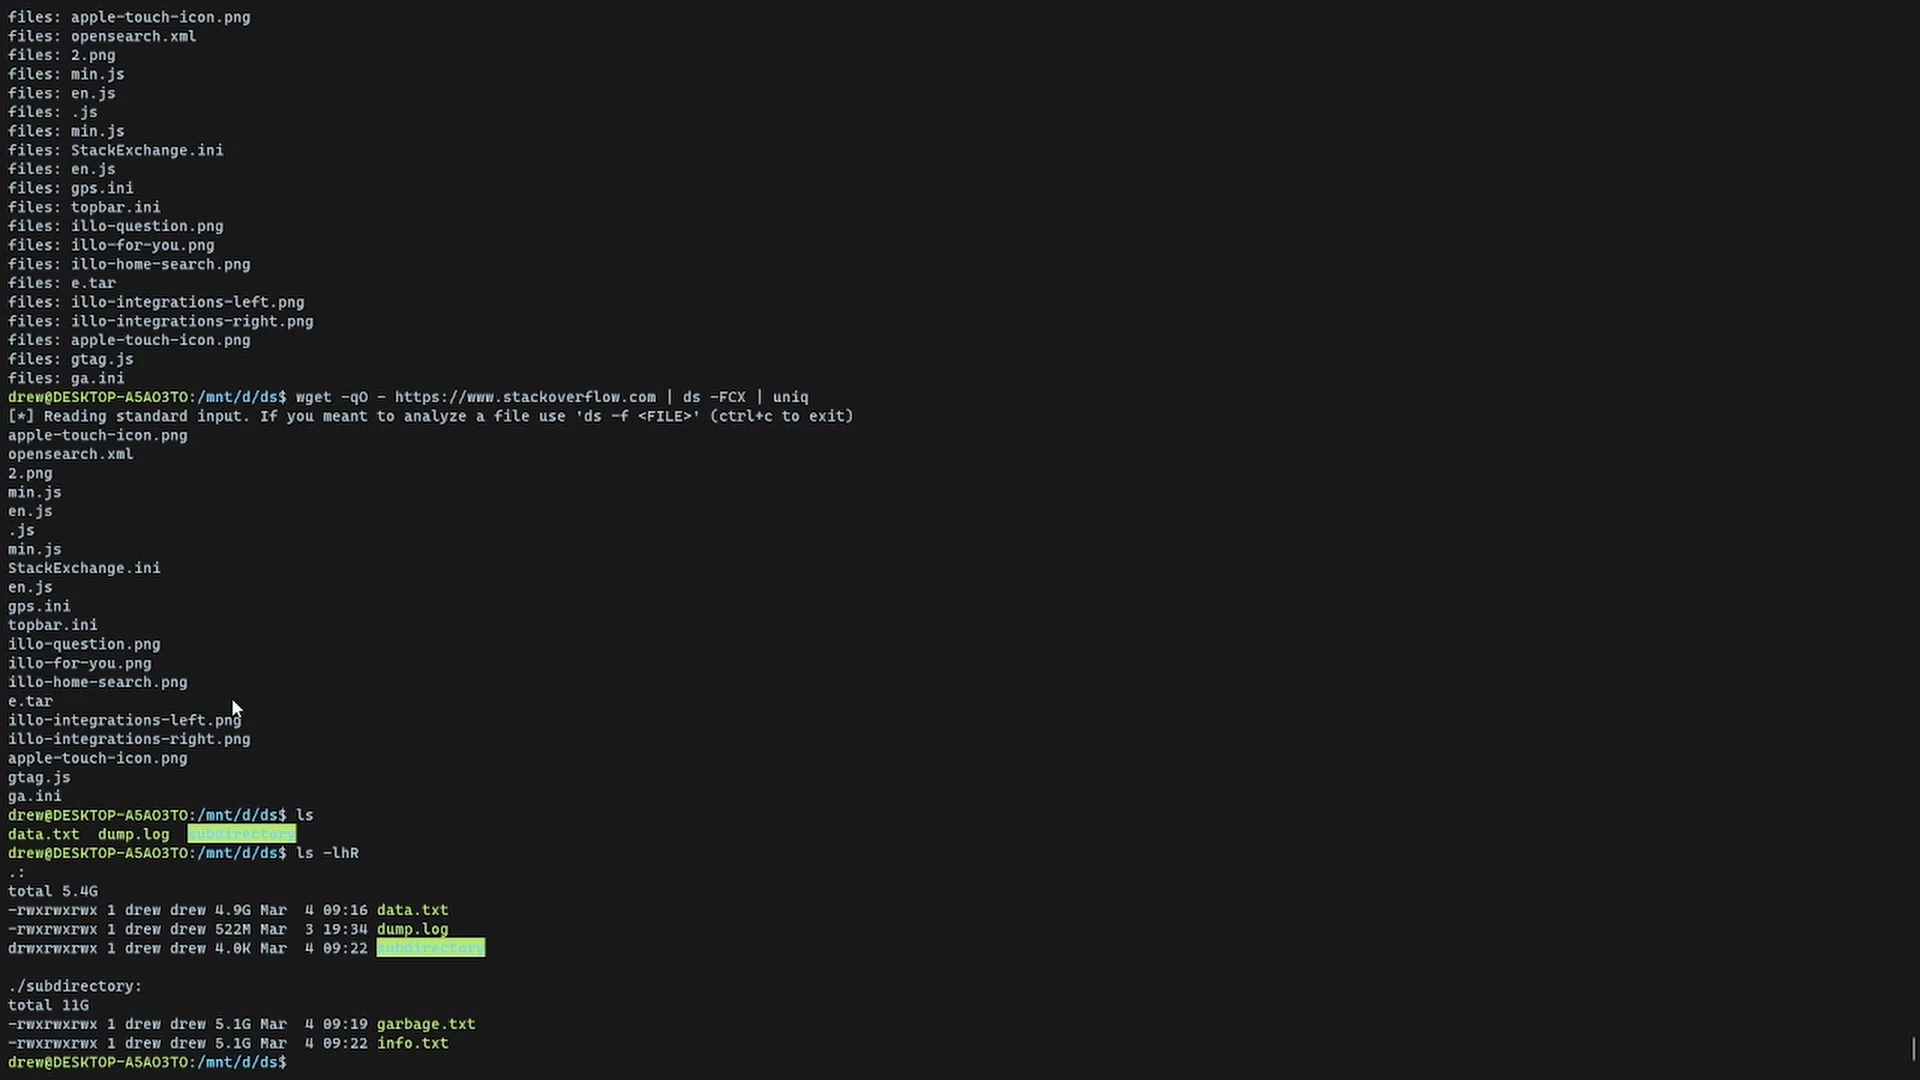 files: apple-touch-icon.png
files: opensearch.xml
files: 2.png
files: min.js
files: en.js
files: .js
files: min.js
files: StackExchange.ini
files: en.js
files: gps.ini
files: topbar.ini
files: illo-question.png
files: illo-for-you.png
files: illo-home-search.png
files: e.tar
files: illo-integrations-left.png
files: illo-integrations-right.png
files: apple-touch-icon.png
files: gtag.js
files: ga.ini
drew@DESKTOP-A5AO3TO:/mnt/d/ds$ wget -qO - https://www.stackoverflow.com | ds -FCX | uniq
[*] Reading standard input. If you meant to analyze a file use 'ds -f <FILE>' (ctrl+c to exit)
apple-touch-icon.png
opensearch.xml
2.png
min.js
en.js
.js
min.js
StackExchange.ini
en.js
gps.ini
topbar.ini
illo-question.png
illo-for-you.png
illo-home-search.png
e.tar
illo-integrations-left.png
illo-integrations-right.png
apple-touch-icon.png
gtag.js
ga.ini
drew@DESKTOP-A5AO3TO:/mnt/d/ds$ ls
data.txt  dump.log  subdirectory
drew@DESKTOP-A5AO3TO:/mnt/d/ds$ ls -lhR
.:
total 5.4G
-rwxrwxrwx 1 drew drew 4.9G Mar  4 09:16 data.txt
-rwxrwxrwx 1 drew drew 522M Mar  3 19:34 dump.log
drwxrwxrwx 1 drew drew 4.0K Mar  4 09:22 subdirectory
./subdirectory:
total 11G
-rwxrwxrwx 1 drew drew 5.1G Mar  4 09:19 garbage.txt
-rwxrwxrwx 1 drew drew 5.1G Mar  4 09:22 info.txt
drew@DESKTOP-A5AO3TO:/mnt/d/ds$